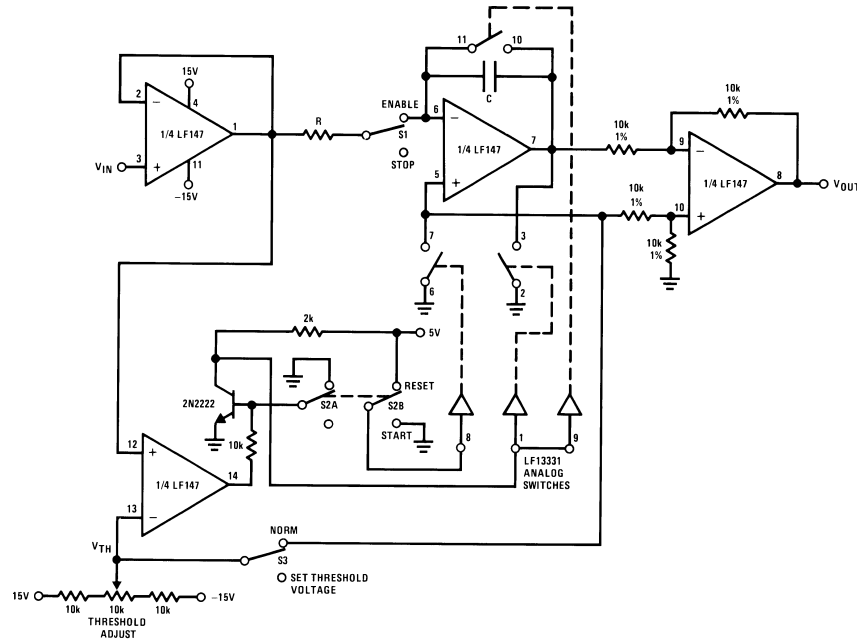 11
10
C
15V
2
4
−
1
1/4 LF147
3
+
11
VIN
−15V
R
ENABLE
S1
STOP
6
−
7
1/4 LF147
5
+
10k
1%
10k
1%
9
−
8
1/4 LF147
VOUT
10k
1%
10
+
10k
1%
7
6
3
2
2k
5V
2N2222
S2A
S2B
RESET
START
10k
8
1
9
LF13331
ANALOG
SWITCHES
12
+
14
1/4 LF147
13
−
VTH
NORM
S3
SET THRESHOLD
VOLTAGE
15V
10k
10k
10k
−15V
THRESHOLD
ADJUST